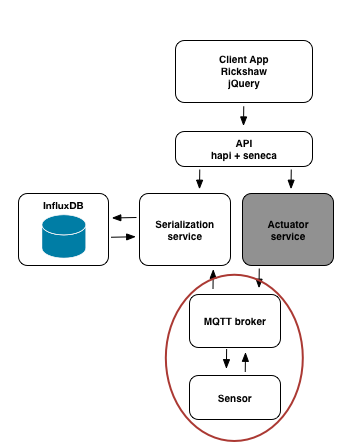 Client App
Rickshaw
jQuery
API
hapi + seneca
InfluxDB
Serialization
service
Actuator
service
MQTT broker
Sensor